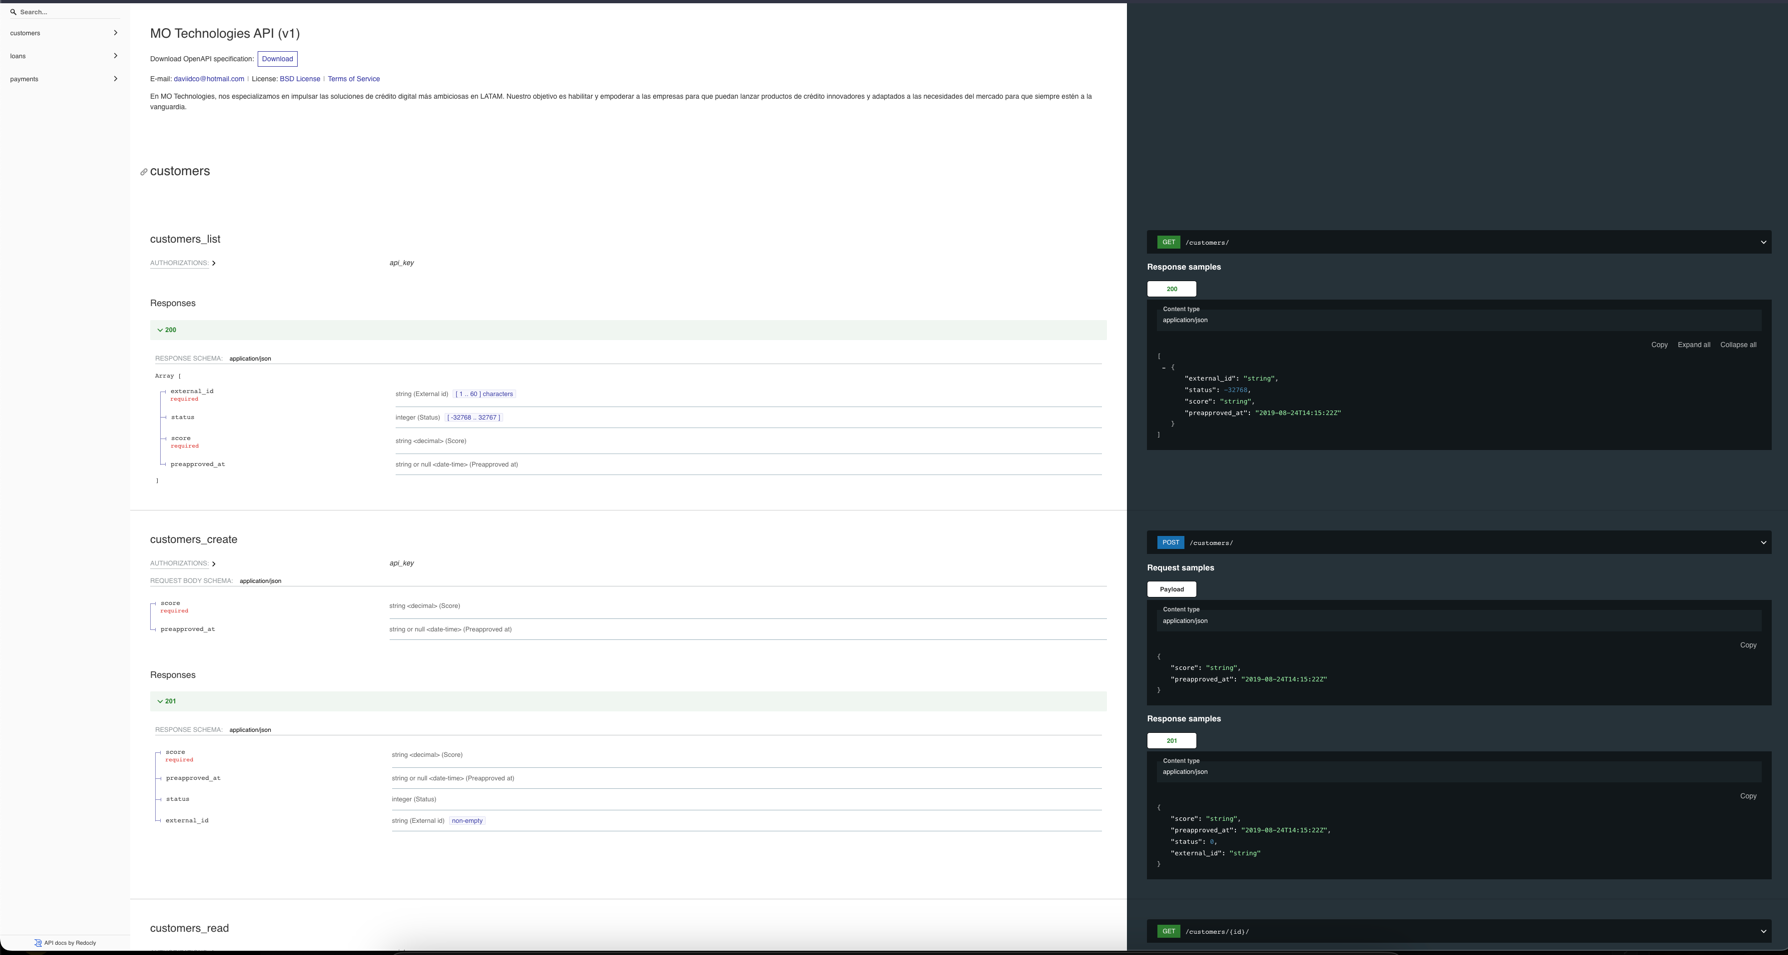 Search...
customers
loans
payments
API docs by Redocly
MO Technologies API (v1)
Download OpenAPI specification: Download
E-mail: daviidco@hotmail.com | License: BSD License | Terms of Service
En MO Technologies, nos especializamos en impulsar las soluciones de crédito digital más ambiciosas en LATAM. Nuestro objetivo es habilitar y empoderar a las empresas para que puedan lanzar productos de crédito innovadores y adaptados a las necesidades del mercado para que siempre estén a la
vanguardia.
customers
customers_list
AUTHORIZATIONS: api_key
Responses
200
RESPONSE SCHEMA: application/json
Array [
external_id
required
string (External id) [ 1 .. 60 ] characters
status
integer (Status) [ -32768 .. 32767 ]
score
required
string <decimal> (Score)
preapproved_at
string or null <date-time> (Preapproved at)
]
GET /customers/
Response samples
200
Content type
application/json
Copy Expand all Collapse all
[
- {
"external_id": "string",
"status": -32768,
"score": "string",
"preapproved_at": "2019-08-24T14:15:22Z"
}
]
customers_create
AUTHORIZATIONS: api_key
REQUEST BODY SCHEMA: application/json
score
required
string <decimal> (Score)
preapproved_at
string or null <date-time> (Preapproved at)
Responses
201
RESPONSE SCHEMA: application/json
score
required
string <decimal> (Score)
preapproved_at
string or null <date-time> (Preapproved at)
status
integer (Status)
external_id
string (External id) non-empty
POST /customers/
Request samples
Payload
Content type
application/json
Copy
{
"score": "string",
"preapproved_at": "2019-08-24T14:15:22Z"
}
Response samples
201
Content type
application/json
Copy
{
"score": "string",
"preapproved_at": "2019-08-24T14:15:22Z",
"status": 0,
"external_id": "string"
}
customers_read
GET /customers/{id}/